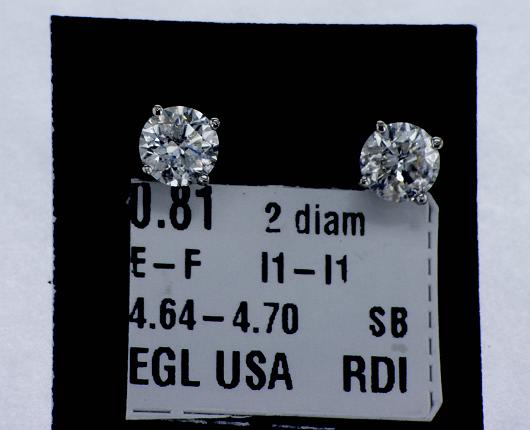 0.81 2 diam
E-F I1-I1
4.64-4.70 SB
EGL USA RDI